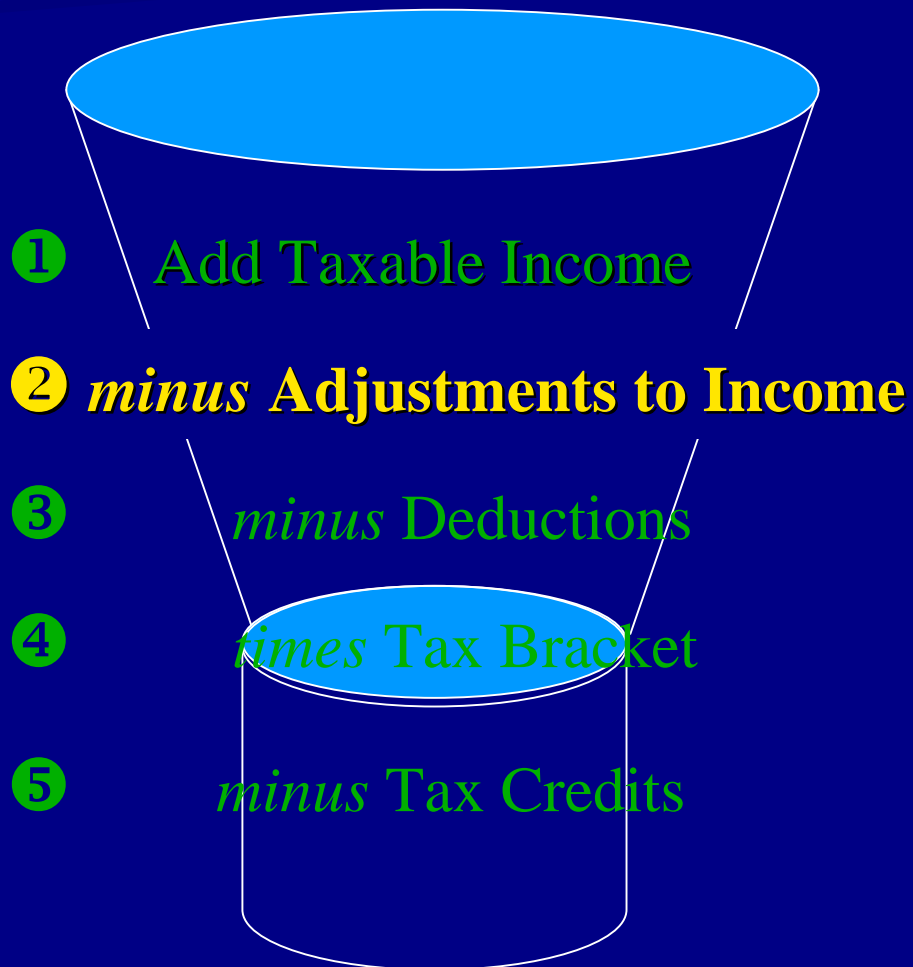 ❶ Add Taxable Income
❷ minus Adjustments to Income
❸ minus Deductions
❹ times Tax Bracket
❺ minus Tax Credits